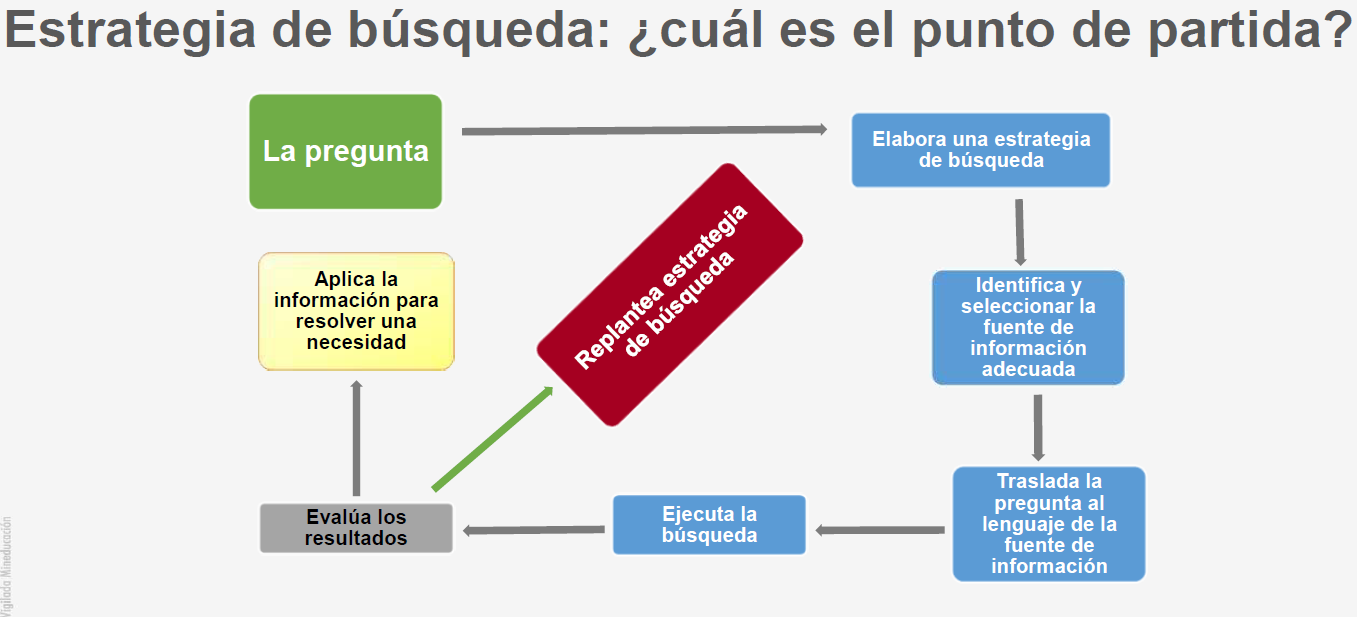 Estrategia de búsqueda: ¿cuál es el punto de partida?
La pregunta
Elabora una estrategia
de búsqueda
Identifica y
seleccionar la
fuente de
información
adecuada
Traslada la
pregunta al
lenguaje de la
fuente de
información
Ejecuta la
búsqueda
Evalúa los
resultados
Replantea estrategia
de búsqueda
Aplica la
información para
resolver una
necesidad
Vigilada Mineducación